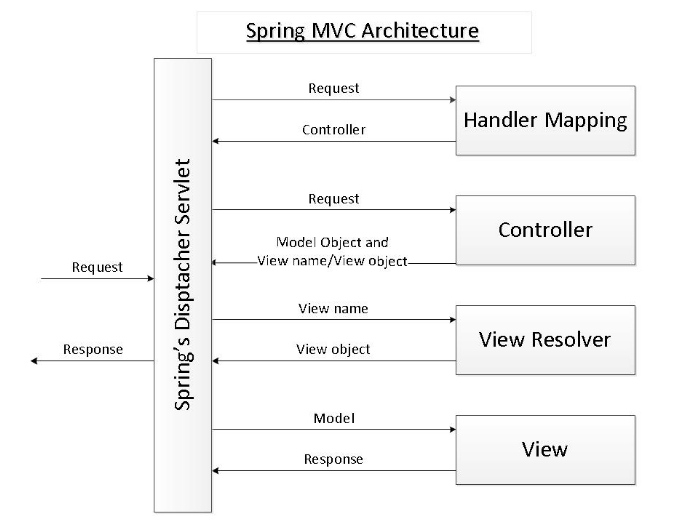 Spring MVC Architecture
Request
Handler Mapping
Controller
Request
Controller
Model Object and
View name/View object
Request
Response
Spring's Disptacher Servlet
View name
View Resolver
View object
Model
View
Response